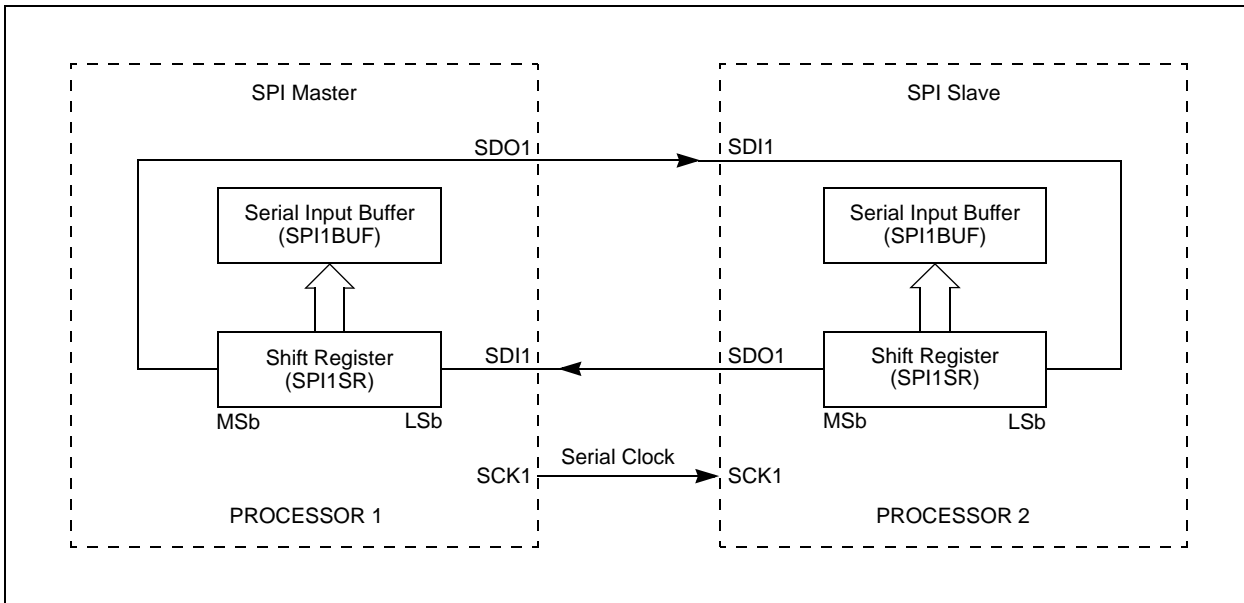 SPI Master
SPI Slave
SDO1
SDI1
Serial Input Buffer
(SPI1BUF)
Serial Input Buffer
(SPI1BUF)
Shift Register
(SPI1SR)
SDI1
SDO1
Shift Register
(SPI1SR)
MSb
LSb
MSb
LSb
Serial Clock
SCK1
SCK1
PROCESSOR 1
PROCESSOR 2